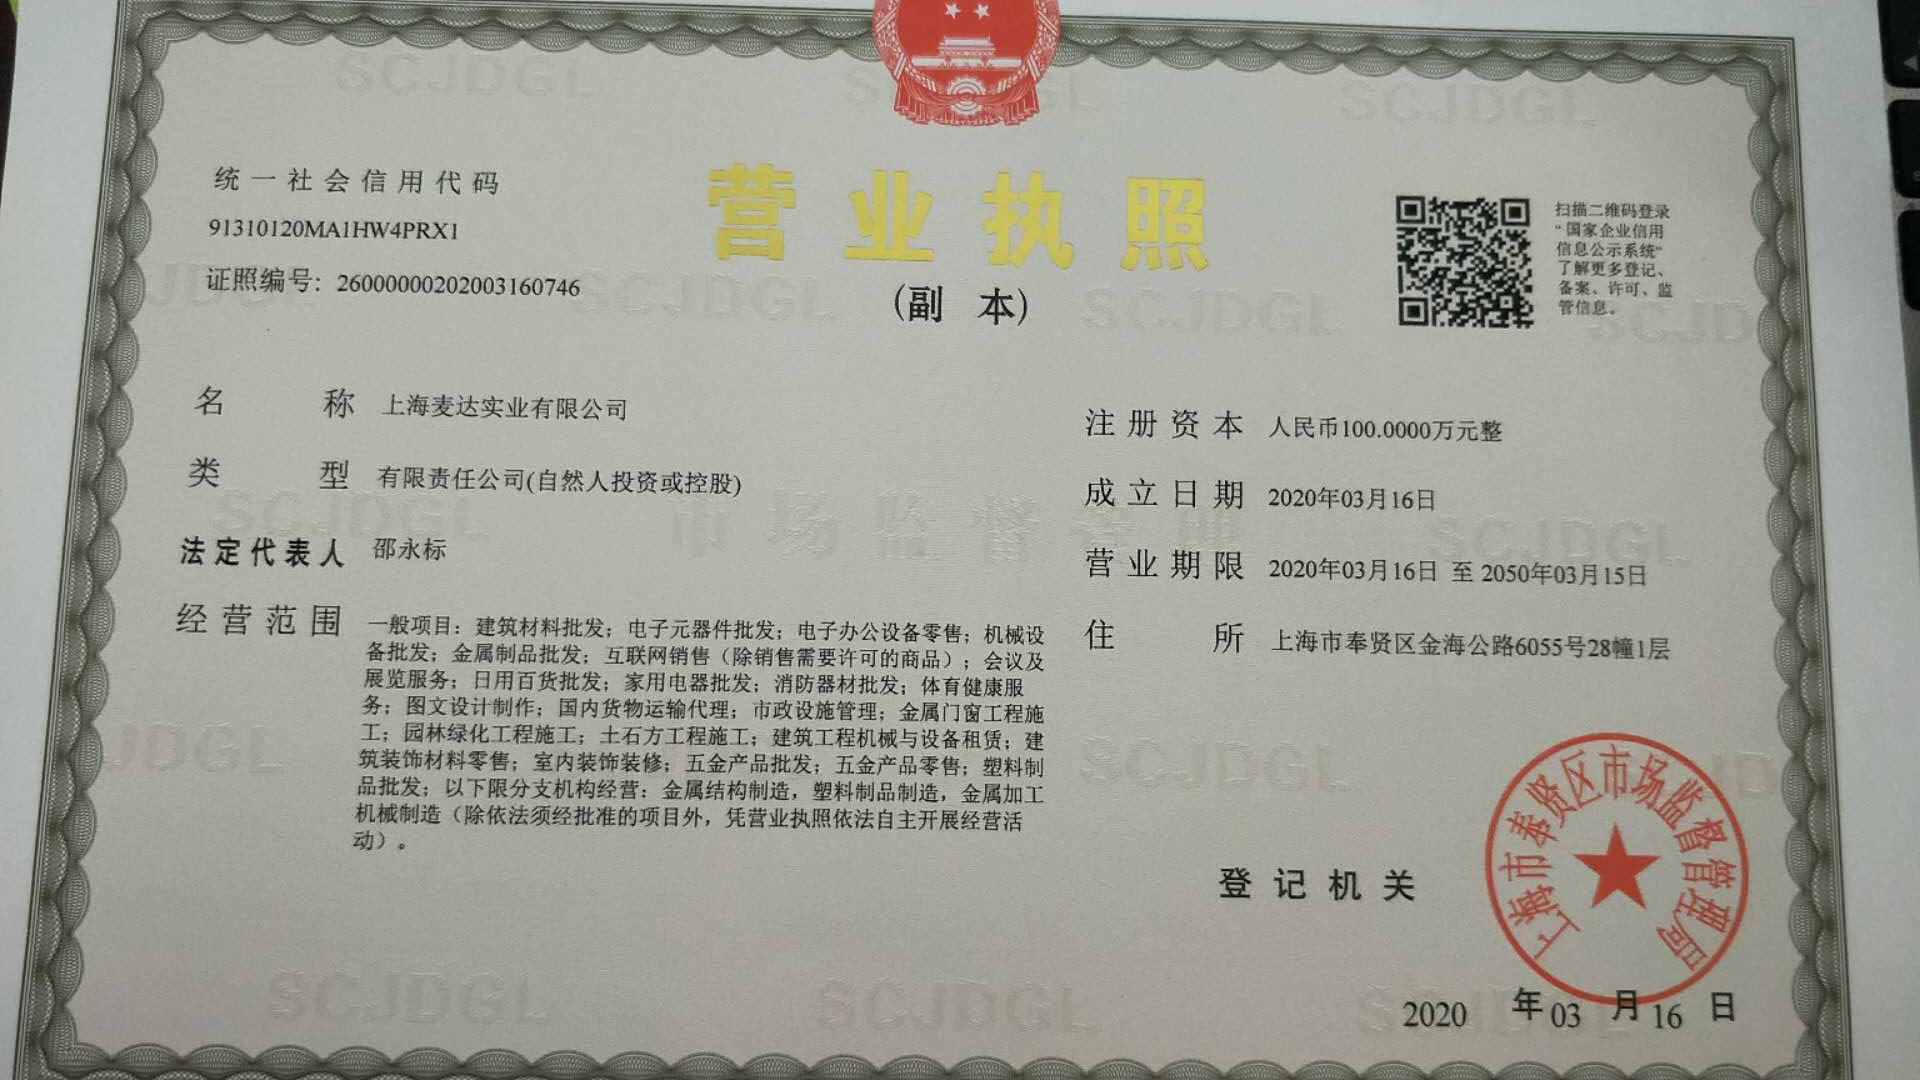 统一社会信用代码
91310120MA1HW4PRX1
证照编号：26000000202003160746
营业执照
（副 本）
扫描二维码登录
“国家企业信用
信息公示系统”
了解更多登记、
备案、许可、监
管信息。
名 称 上海麦达实业有限公司
类 型 有限责任公司(自然人投资或控股)
法定代表人 邵永标
经营范围 一般项目：建筑材料批发；电子元器件批发；电子办公设备零售；机械设
备批发；金属制品批发；互联网销售（除销售需要许可的商品）；会议及
展览服务；日用百货批发；家用电器批发；消防器材批发；体育健康服
务；图文设计制作；国内货物运输代理；市政设施管理；金属门窗工程施
工；园林绿化工程施工；土石方工程施工；建筑工程机械与设备租赁；建
筑装饰材料零售；室内装饰装修；五金产品批发；五金产品零售；塑料制
品批发；以下限分支机构经营：金属结构制造，塑料制品制造，金属加工
机械制造（除依法须经批准的项目外，凭营业执照依法自主开展经营活
动）。
注册资本 人民币100.0000万元整
成立日期 2020年03月16日
营业期限 2020年03月16日 至 2050年03月15日
住 所 上海市奉贤区金海公路6055号28幢1层
登记机关
上海市奉贤区市场监督管理局
2020 年 03 月 16 日
SCJDGL
市场监督管理